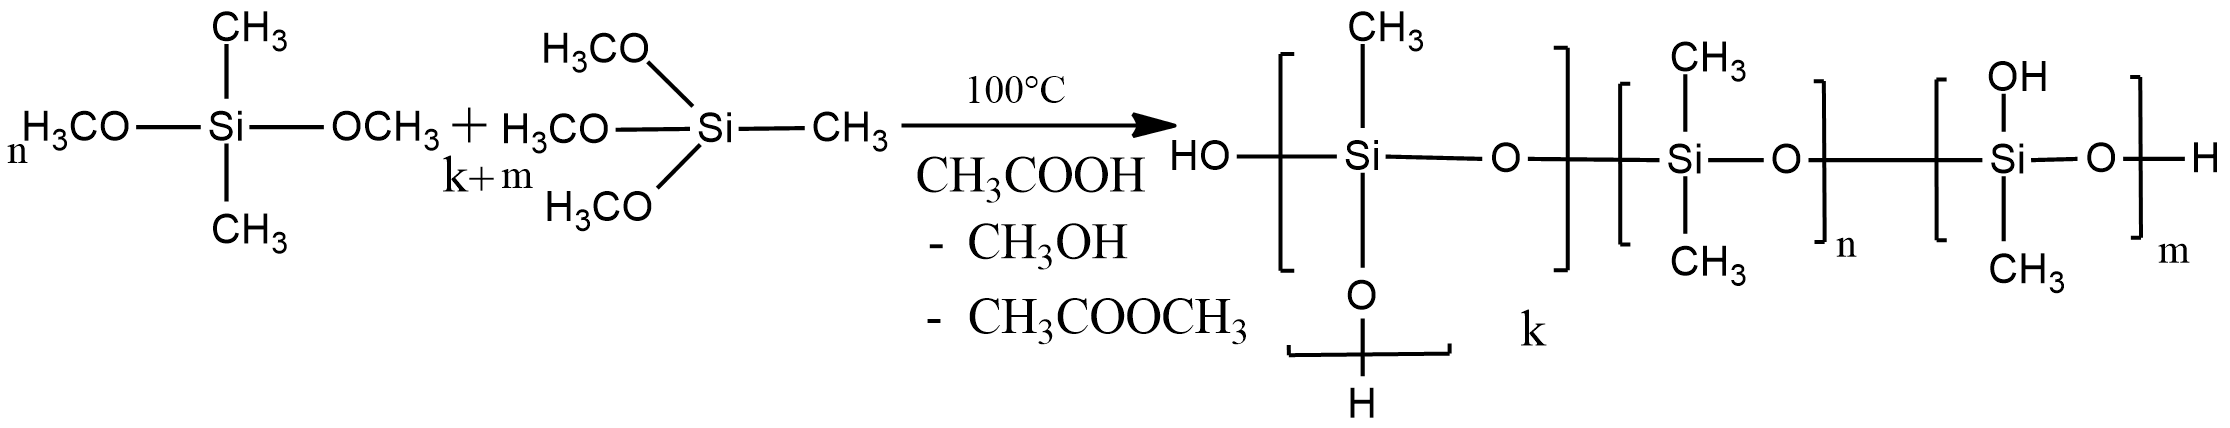 CH₃
H₃CO Si OCH₃
CH₃
n
+
k+m
H₃CO
H₃CO Si CH₃
H₃CO
100°C
CH₃COOH
- CH₃OH
- CH₃COOCH₃
CH₃ CH₃ OH
HO Si O Si O Si O H
CH₃ CH₃
n m
O
k
H